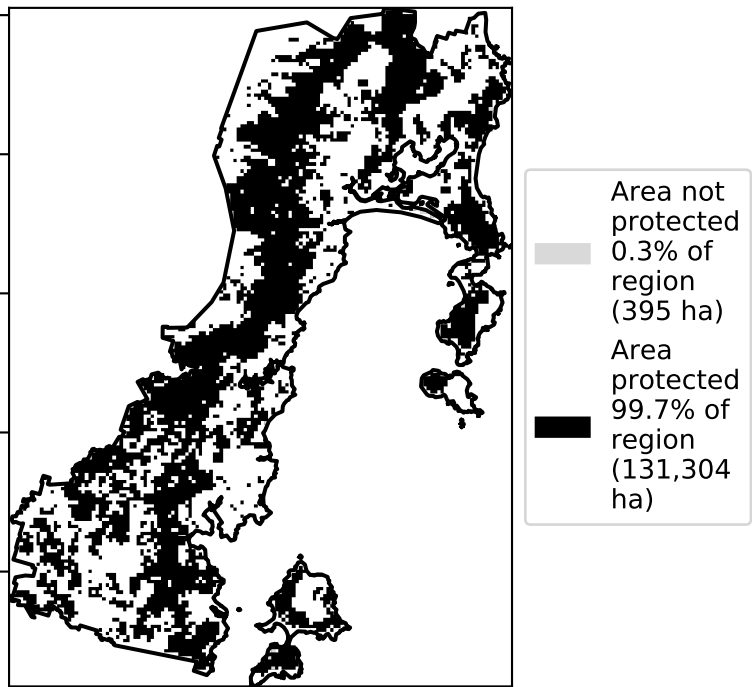 Area not
protected
0.3% of
region
(395 ha)
Area
protected
99.7% of
region
(131,304
ha)